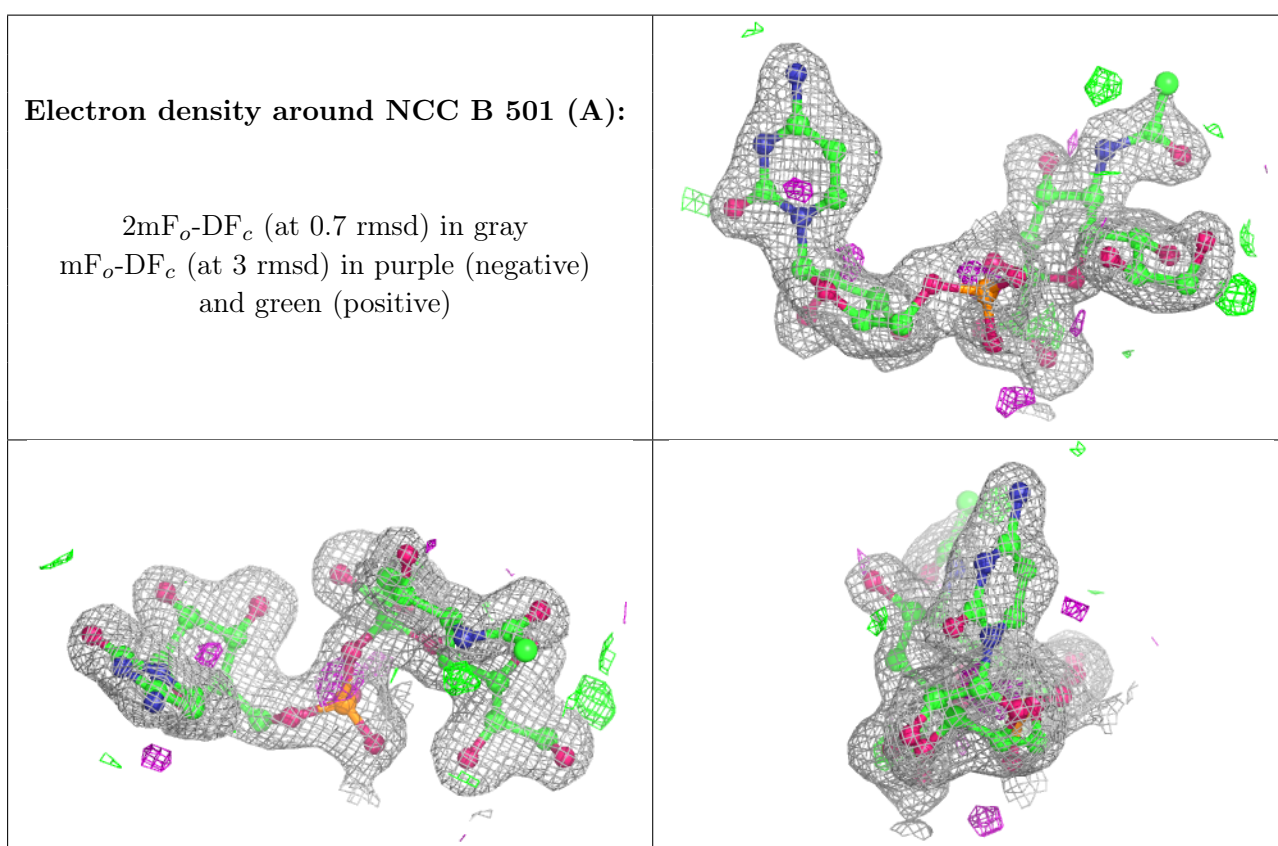 Electron density around NCC B 501 (A):
2mFo-DFc (at 0.7 rmsd) in gray
mFo-DFc (at 3 rmsd) in purple (negative)
and green (positive)